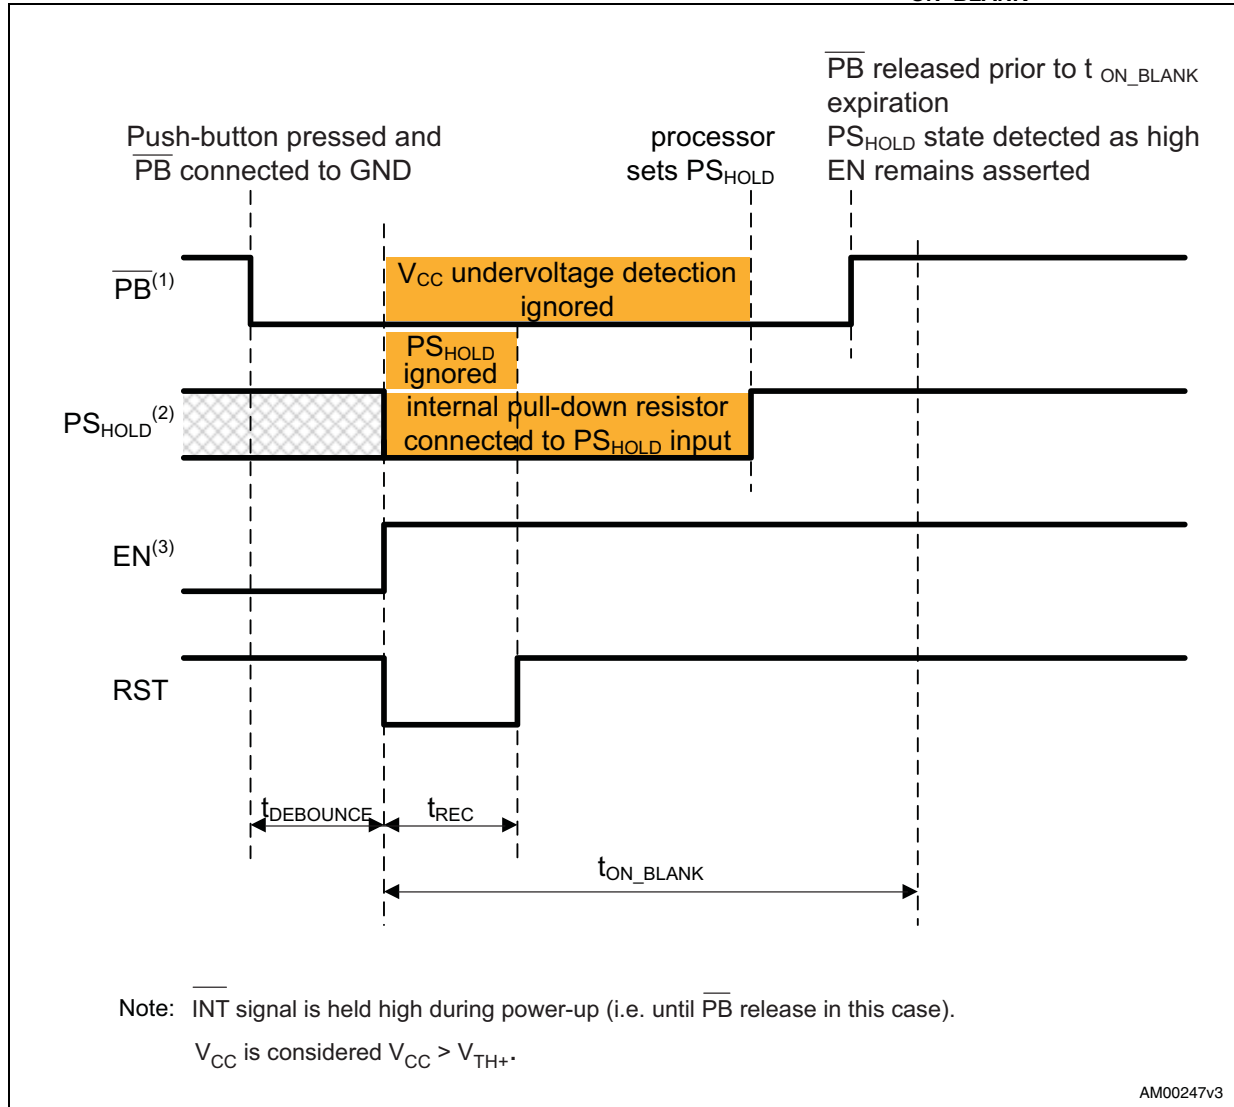 PB released prior to t ON_BLANK
expiration
Push-button pressed and
processor
PSHOLD state detected as high
PB connected to GND
sets PSHOLD
EN remains asserted
PB(1)
VCC undervoltage detection
ignored
PSHOLD
ignored
PSHOLD(2)
internal pull-down resistor
connected to PSHOLD input
EN(3)
RST
tDEBOUNCE
tREC
tON_BLANK
Note: INT signal is held high during power-up (i.e. until PB release in this case).
VCC is considered VCC > VTH+.
AM00247v3